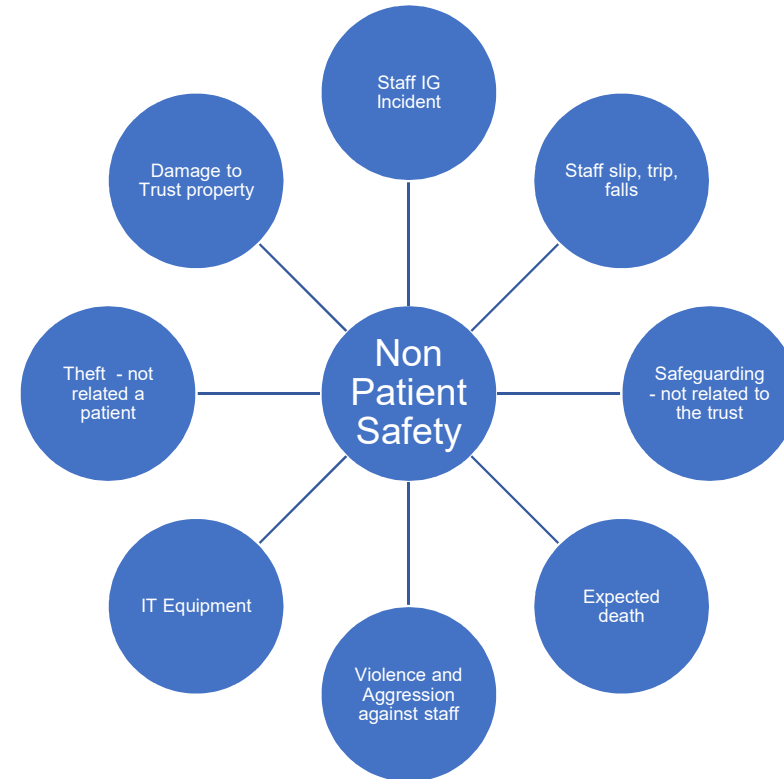 Staff IG
Incident
Staff slip, trip,
falls
Safeguarding
- not related to
the trust
Expected
death
Violence and
Aggression
against staff
IT Equipment
Theft  - not
related a
patient
Damage to
Trust property
Non
Patient
Safety